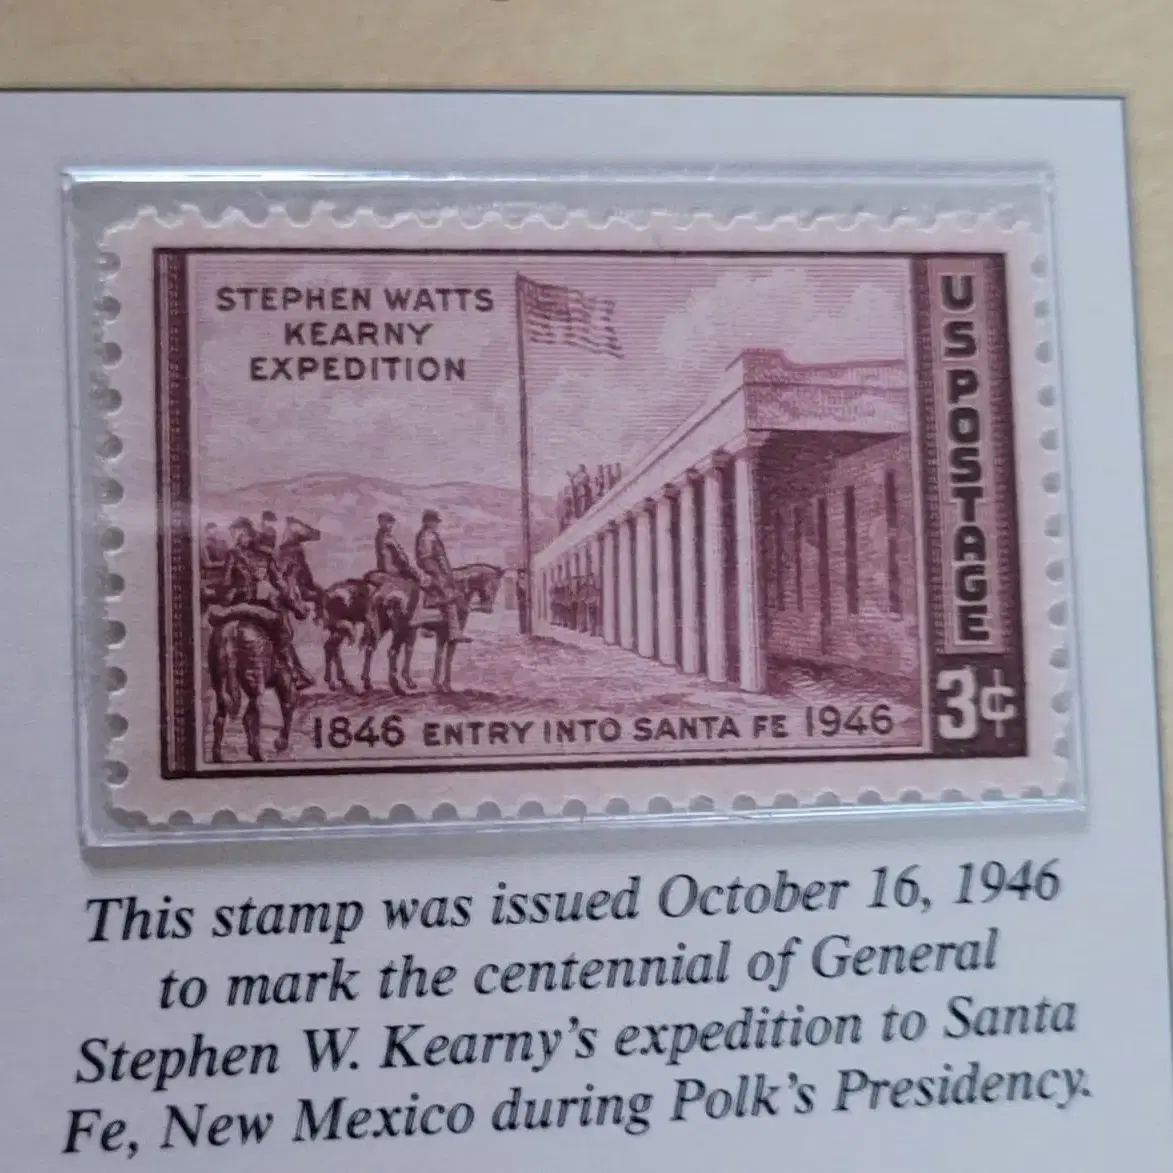 STEPHEN WATTS
KEARNY
EXPEDITION
U S POSTAGE
3¢
1846 ENTRY INTO SANTA FE 1946
This stamp was issued October 16, 1946
to mark the centennial of General
Stephen W. Kearny's expedition to Santa
Fe, New Mexico during Polk's Presidency.